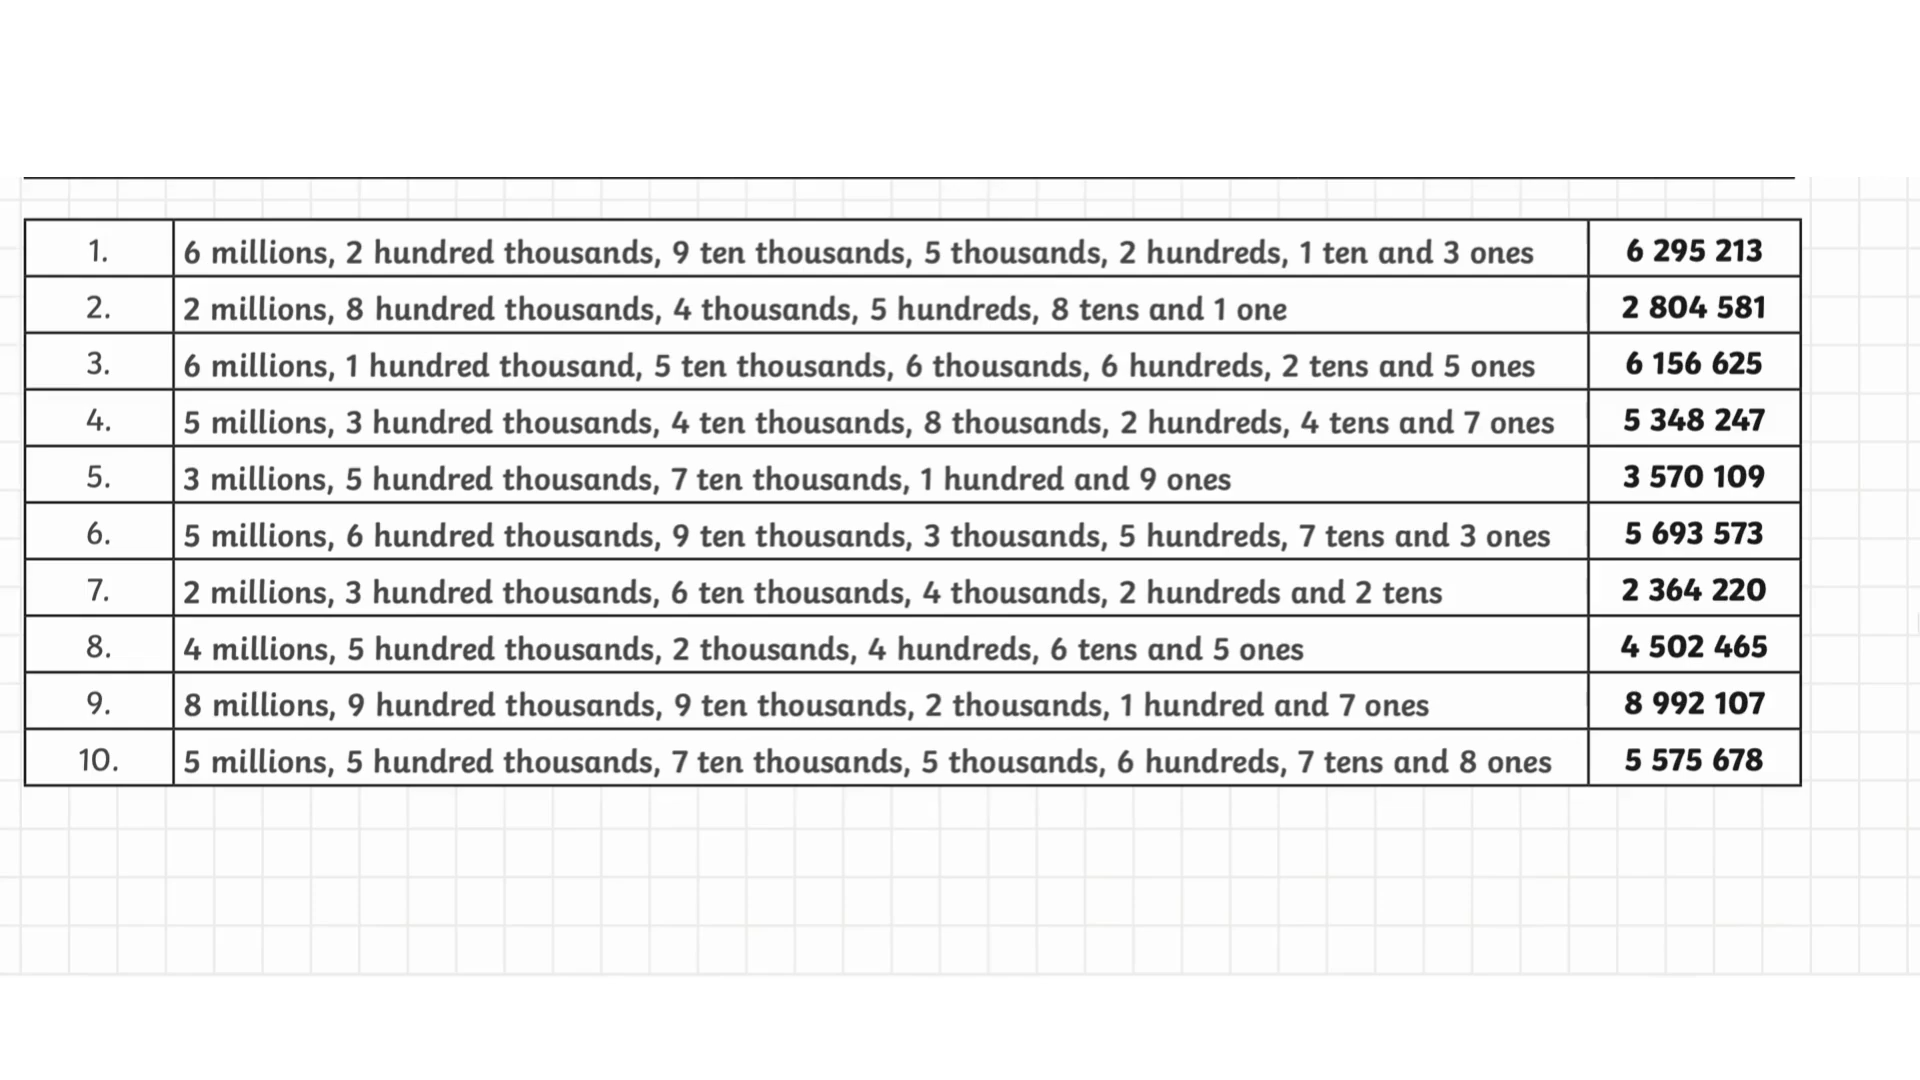 1. 6 millions, 2 hundred thousands, 9 ten thousands, 5 thousands, 2 hundreds, 1 ten and 3 ones 6 295 213
2. 2 millions, 8 hundred thousands, 4 thousands, 5 hundreds, 8 tens and 1 one 2 804 581
3. 6 millions, 1 hundred thousand, 5 ten thousands, 6 thousands, 6 hundreds, 2 tens and 5 ones 6 156 625
4. 5 millions, 3 hundred thousands, 4 ten thousands, 8 thousands, 2 hundreds, 4 tens and 7 ones 5 348 247
5. 3 millions, 5 hundred thousands, 7 ten thousands, 1 hundred and 9 ones 3 570 109
6. 5 millions, 6 hundred thousands, 9 ten thousands, 3 thousands, 5 hundreds, 7 tens and 3 ones 5 693 573
7. 2 millions, 3 hundred thousands, 6 ten thousands, 4 thousands, 2 hundreds and 2 tens 2 364 220
8. 4 millions, 5 hundred thousands, 2 thousands, 4 hundreds, 6 tens and 5 ones 4 502 465
9. 8 millions, 9 hundred thousands, 9 ten thousands, 2 thousands, 1 hundred and 7 ones 8 992 107
10. 5 millions, 5 hundred thousands, 7 ten thousands, 5 thousands, 6 hundreds, 7 tens and 8 ones 5 575 678